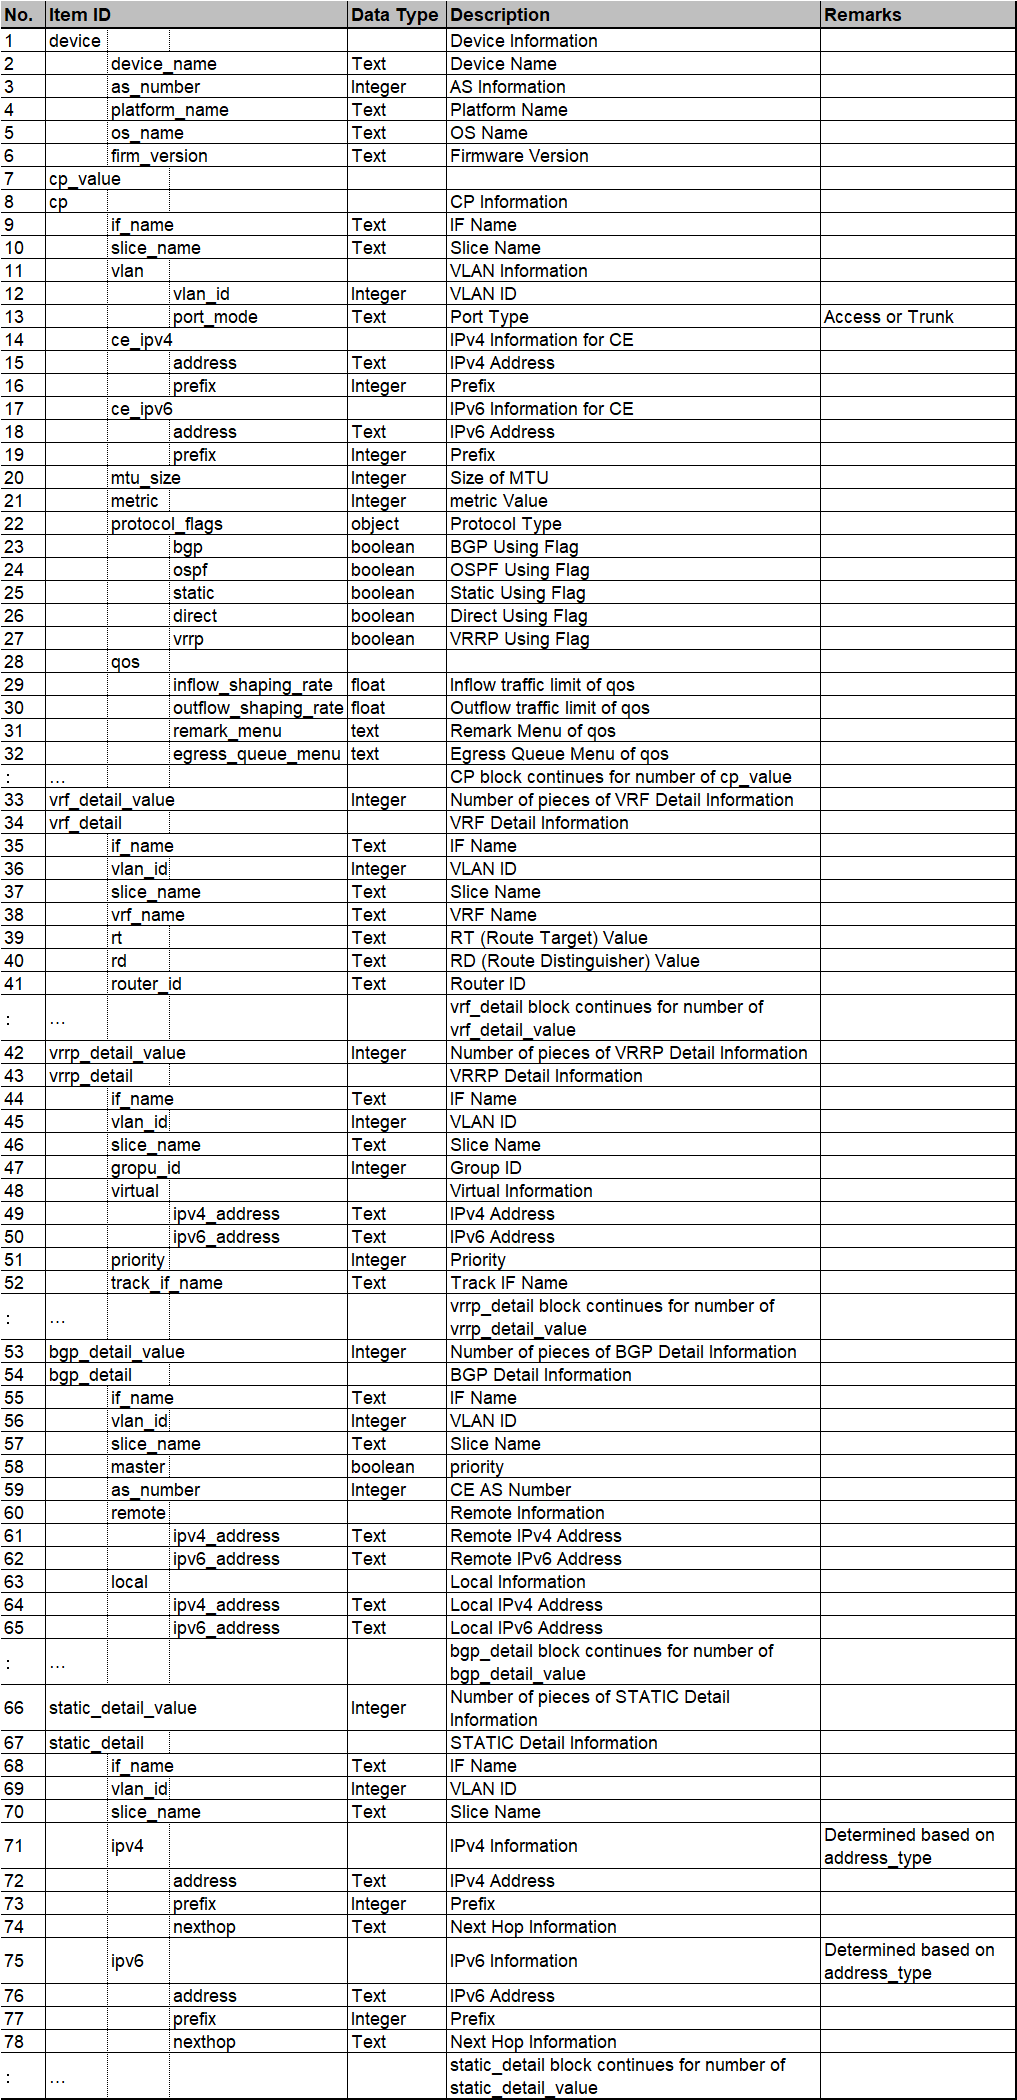 No. Item ID Data Type Description Remarks
1 device Device Information
2 device_name Text Device Name
3 as_number Integer AS Information
4 platform_name Text Platform Name
5 os_name Text OS Name
6 firm_version Text Firmware Version
7 cp_value
8 cp CP Information
9 if_name Text IF Name
10 slice_name Text Slice Name
11 vlan VLAN Information
12 vlan_id Integer VLAN ID
13 port_mode Text Port Type Access or Trunk
14 ce_ipv4 IPv4 Information for CE
15 address Text IPv4 Address
16 prefix Integer Prefix
17 ce_ipv6 IPv6 Information for CE
18 address Text IPv6 Address
19 prefix Integer Prefix
20 mtu_size Integer Size of MTU
21 metric Integer metric Value
22 protocol_flags object Protocol Type
23 bgp boolean BGP Using Flag
24 ospf boolean OSPF Using Flag
25 static boolean Static Using Flag
26 direct boolean Direct Using Flag
27 vrrp boolean VRRP Using Flag
28 qos
29 inflow_shaping_rate float Inflow traffic limit of qos
30 outflow_shaping_rate float Outflow traffic limit of qos
31 remark_menu text Remark Menu of qos
32 egress_queue_menu text Egress Queue Menu of qos
: … CP block continues for number of cp_value
33 vrf_detail_value Integer Number of pieces of VRF Detail Information
34 vrf_detail VRF Detail Information
35 if_name Text IF Name
36 vlan_id Integer VLAN ID
37 slice_name Text Slice Name
38 vrf_name Text VRF Name
39 rt Text RT (Route Target) Value
40 rd Text RD (Route Distinguisher) Value
41 router_id Text Router ID
: … vrf_detail block continues for number of
vrf_detail_value
42 vrrp_detail_value Integer Number of pieces of VRRP Detail Information
43 vrrp_detail VRRP Detail Information
44 if_name Text IF Name
45 vlan_id Integer VLAN ID
46 slice_name Text Slice Name
47 gropu_id Integer Group ID
48 virtual Virtual Information
49 ipv4_address Text IPv4 Address
50 ipv6_address Text IPv6 Address
51 priority Integer Priority
52 track_if_name Text Track IF Name
: … vrrp_detail block continues for number of
vrrp_detail_value
53 bgp_detail_value Integer Number of pieces of BGP Detail Information
54 bgp_detail BGP Detail Information
55 if_name Text IF Name
56 vlan_id Integer VLAN ID
57 slice_name Text Slice Name
58 master boolean priority
59 as_number Integer CE AS Number
60 remote Remote Information
61 ipv4_address Text Remote IPv4 Address
62 ipv6_address Text Remote IPv6 Address
63 local Local Information
64 ipv4_address Text Local IPv4 Address
65 ipv6_address Text Local IPv6 Address
: … bgp_detail block continues for number of
bgp_detail_value
66 static_detail_value Integer Number of pieces of STATIC Detail
Information
67 static_detail STATIC Detail Information
68 if_name Text IF Name
69 vlan_id Integer VLAN ID
70 slice_name Text Slice Name
71 ipv4 IPv4 Information Determined based on
address_type
72 address Text IPv4 Address
73 prefix Integer Prefix
74 nexthop Text Next Hop Information
75 ipv6 IPv6 Information Determined based on
address_type
76 address Text IPv6 Address
77 prefix Integer Prefix
78 nexthop Text Next Hop Information
: … static_detail block continues for number of
static_detail_value